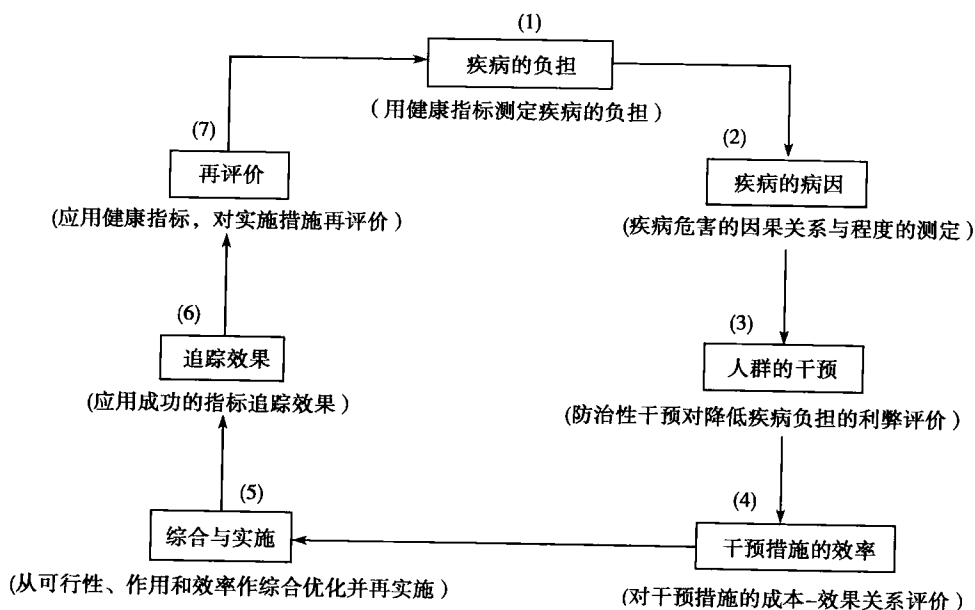 (1)
疾病的负担
(用健康指标测定疾病的负担)
(2)
疾病的病因
(疾病危害的因果关系与程度的测定)
(3)
人群的干预
(防治性干预对降低疾病负担的利弊评价)
(4)
干预措施的效率
(对干预措施的成本-效果关系评价)
(5)
综合与实施
(从可行性、作用和效率作综合优化并再实施)
(6)
追踪效果
(应用成功的指标追踪效果)
(7)
再评价
(应用健康指标，对实施措施再评价)